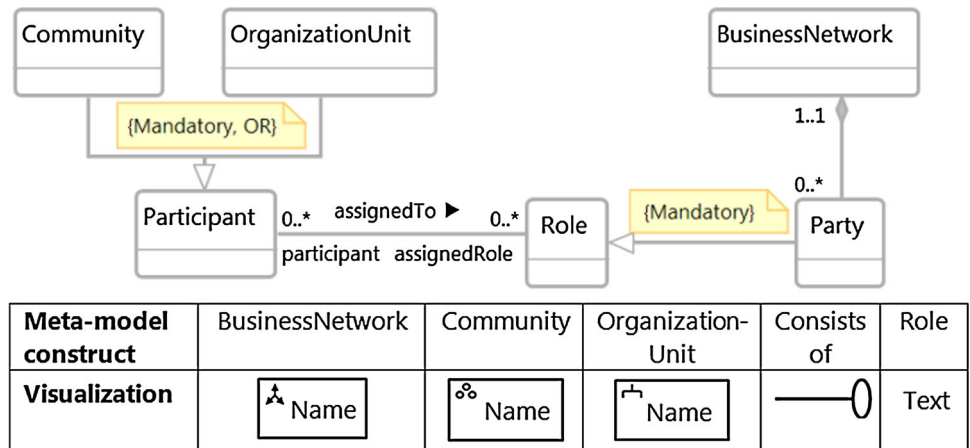 Community
OrganizationUnit
BusinessNetwork
{Mandatory, OR}
1..1
0..*
Participant
0..*
assignedTo ▶
0..*
participant
assignedRole
Role
{Mandatory}
Party
Meta-model
construct
BusinessNetwork
Community
Organization-
Unit
Consists
of
Role
Visualization
Name
Name
Name
Text